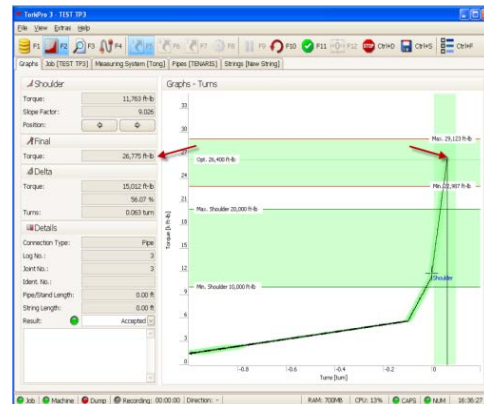 TorkPro 3 - TEST TP3
File View Extras Help
F1 F2 F3 F4 F5 F6 F7 F8 F9 F10 F11 F12 Ctrl+D Ctrl+S Ctrl+F
Graphs Job [TEST TP3] Measuring System [Tong] Pipes [TENARIS] Strings [New String]
Shoulder
Torque: 11,763 ft-lb
Slope Factor: 9.026
Position:
Final
Torque: 26,775 ft-lb
Delta
Torque: 15,012 ft-lb
56.07 %
Turns: 0.063 turn
Details
Connection Type: Pipe
Log No.: 3
Joint No.: 3
Ident. No.:
Pipe/Stand Length: 0.00 ft
String Length: 0.00 ft
Result: Accepted
Graphs - Turns
33
30
Max. 29,123 ft-lb
27
Opt. 26,400 ft-lb
24
Min. 22,987 ft-lb
21
Max. Shoulder 20,000 ft-lb
18
15
12
Shoulder
Min. Shoulder 10,000 ft-lb
9
6
3
0
Torque [k ft-lb]
-0.8 -0.6 -0.4 -0.2 0
Turns [turn]
Job Machine Dump Recording: 00:00:00 Direction: - RAM: 700MB CPU: 13% CAPS NUM 16:36:27